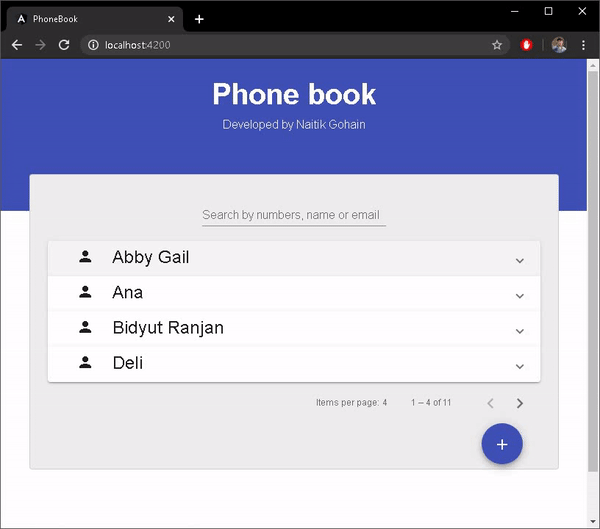 PhoneBook
localhost:4200
Phone book
Developed by Naitik Gohain
Search by numbers, name or email
Abby Gail
Ana
Bidyut Ranjan
Deli
Items per page: 4 1 – 4 of 11